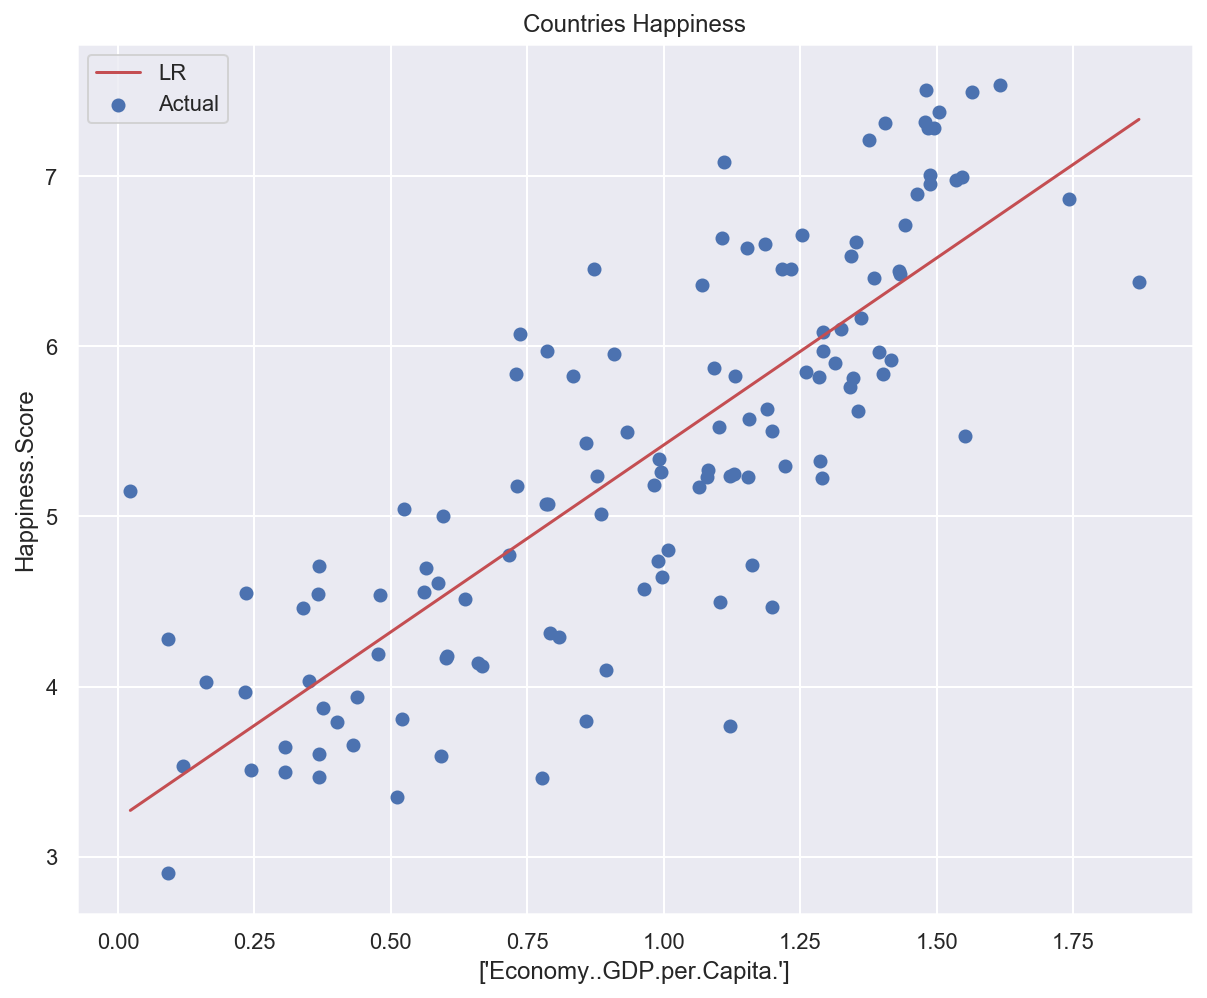 Countries Happiness
LR
Actual
Happiness.Score
7
6
5
4
3
0.00 0.25 0.50 0.75 1.00 1.25 1.50 1.75
['Economy..GDP.per.Capita.']